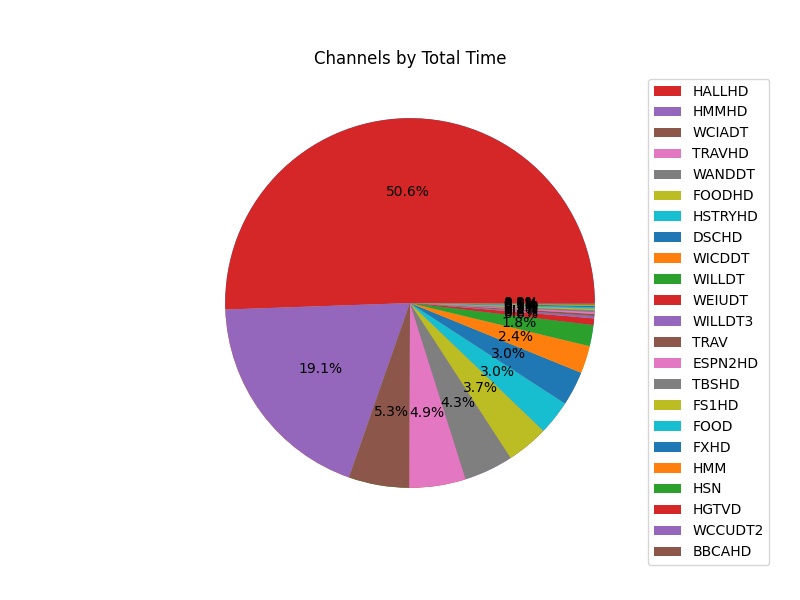 Channels by Total Time
50.6%
19.1%
5.3%
4.9%
4.3%
3.7%
3.0%
3.0%
2.4%
1.8%
HALLHD
HMMHD
WCIADT
TRAVHD
WANDDT
FOODHD
HSTRYHD
DSCHD
WICDDT
WILLDT
WEIUDT
WILLDT3
TRAV
ESPN2HD
TBSHD
FS1HD
FOOD
FXHD
HMM
HSN
HGTVD
WCCUDT2
BBCAHD